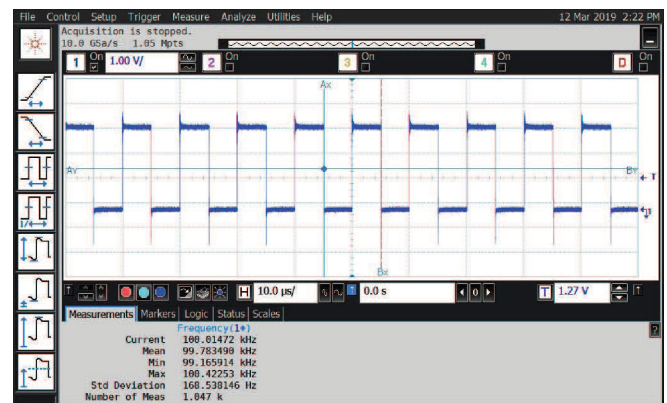 File Control Setup Trigger Measure Analyze Utilities Help 12 Mar 2019 2:22 PM
Acquisition is stopped.
10.0 GSa/s 1.05 Mpts
1 On 1.00 V/ 2 On 3 On 4 On D On
Ax
Ay By T
Bx
H 10.0 µs/ 0.0 s 0 T 1.27 V
Measurements Markers Logic Status Scales
Frequency(1↑)
Current 100.01472 kHz
Mean 99.783490 kHz
Min 99.165914 kHz
Max 100.42253 kHz
Std Deviation 168.538146 Hz
Number of Meas 1.047 k